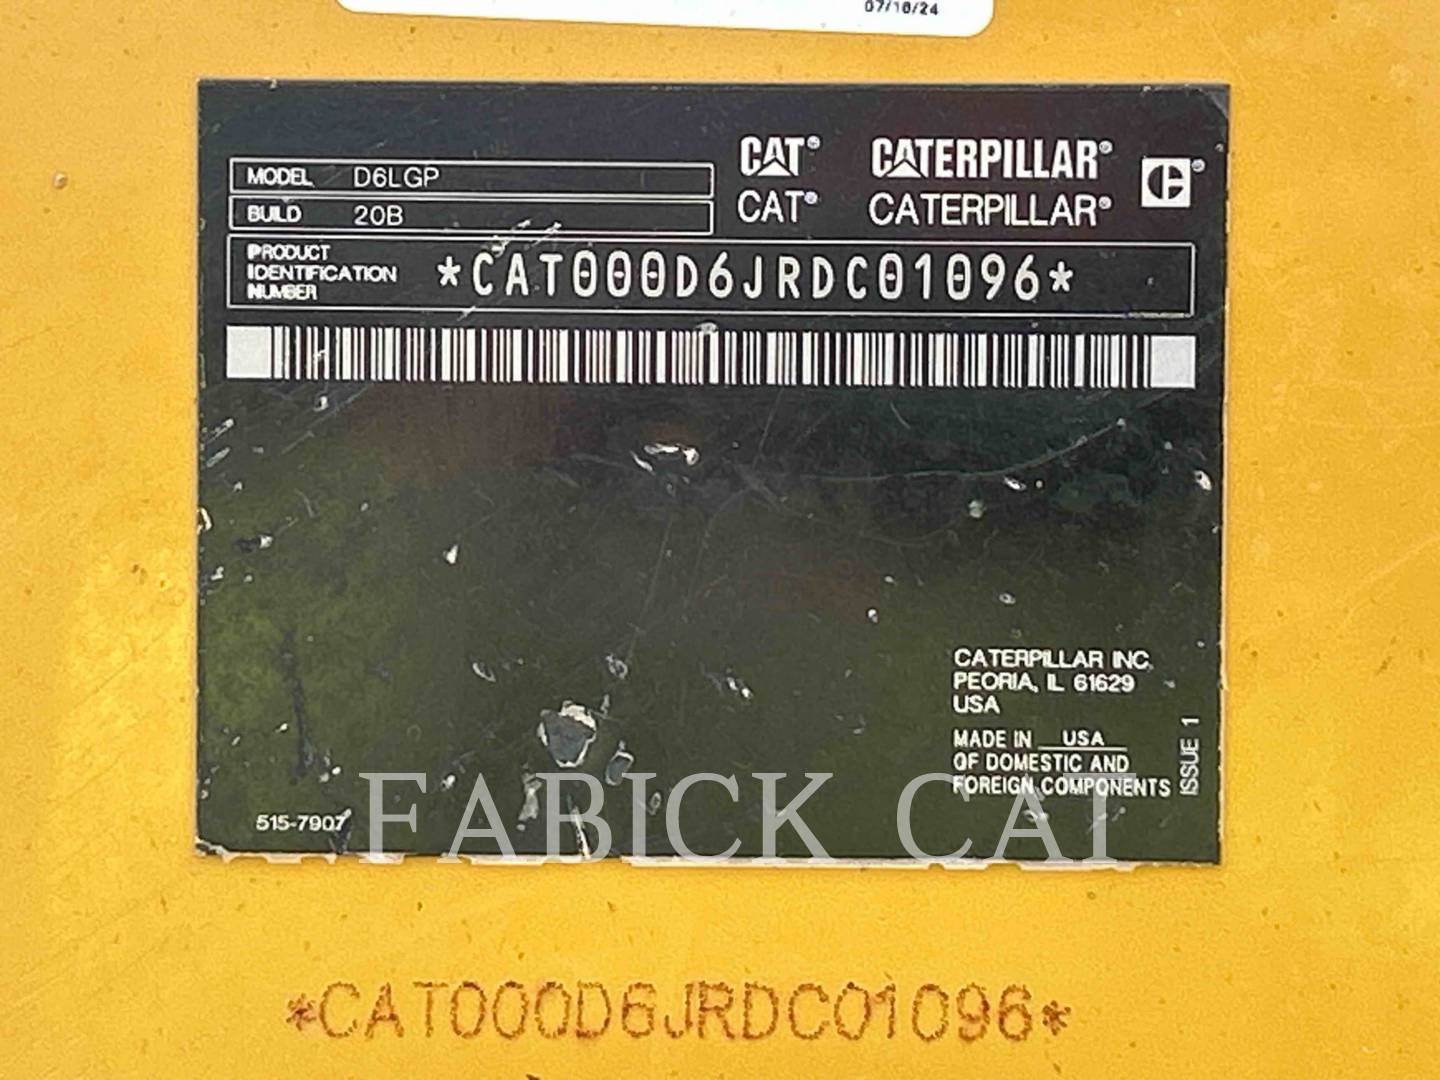 07/18/24
CAT® CATERPILLAR®
MODEL D6LGP
CAT® CATERPILLAR®
BUILD 20B
PRODUCT
IDENTIFICATION
NUMBER
*CAT000D6JRDC01096*
CATERPILLAR INC.
PEORIA, IL 61629
USA
MADE IN USA
OF DOMESTIC AND
FOREIGN COMPONENTS
ISSUE 1
515-7907
FABICK CAT
*CAT000D6JRDC01096*